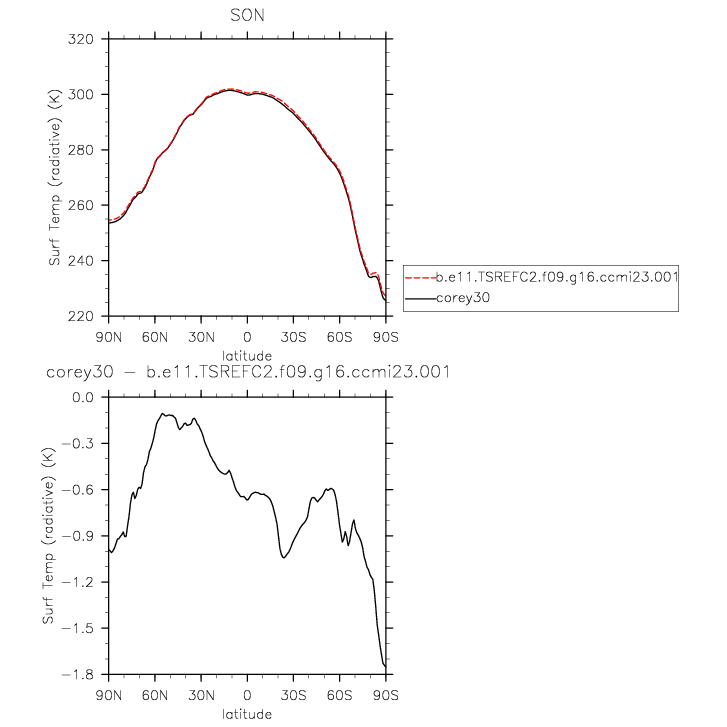 SON
320
300
280
260
240
220
Surf Temp (radiative) (K)
90N 60N 30N 0 30S 60S 90S
latitude
b.e11.TSREFC2.f09.g16.ccmi23.001
corey30
corey30 − b.e11.TSREFC2.f09.g16.ccmi23.001
0.0
−0.3
−0.6
−0.9
−1.2
−1.5
−1.8
Surf Temp (radiative) (K)
90N 60N 30N 0 30S 60S 90S
latitude